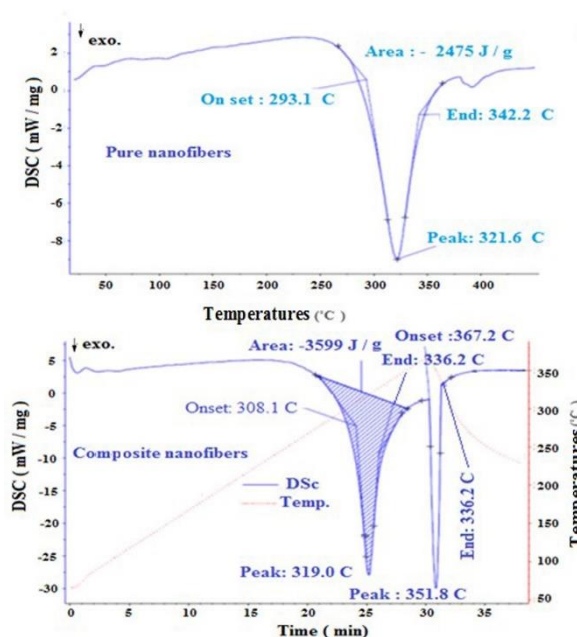 exo.
Area : - 2475 J / g
On set : 293.1 C
End: 342.2 C
Pure nanofibers
Peak: 321.6 C
DSC ( mW / mg )
2
0
-2
-4
-6
-8
50 100 150 200 250 300 350 400
Temperatures (°C)
exo.
Area: -3599 J / g
Onset :367.2 C
End: 336.2 C
Onset: 308.1 C
Composite nanofibers
DSc
Temp.
End: 336.2 C
Peak: 319.0 C
Peak : 351.8 C
DSC ( mW / mg)
5
0
-5
-10
-15
-20
-25
-30
0 5 10 15 20 25 30 35
Time ( min)
350
300
250
200
150
100
50
Temperatures(°C)